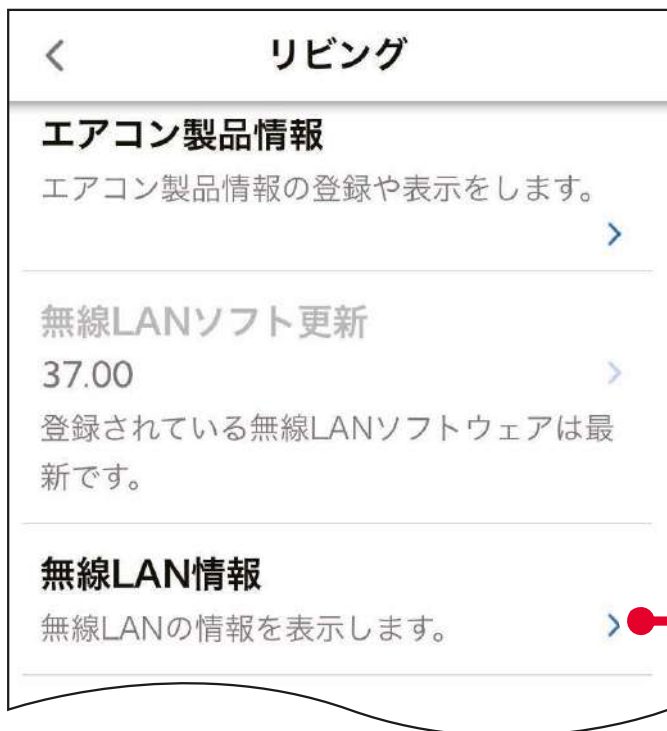 リビング
エアコン製品情報
エアコン製品情報の登録や表示をします。
無線LANソフト更新
37.00
登録されている無線LANソフトウェアは最
新です。
無線LAN情報
無線LANの情報を表示します。